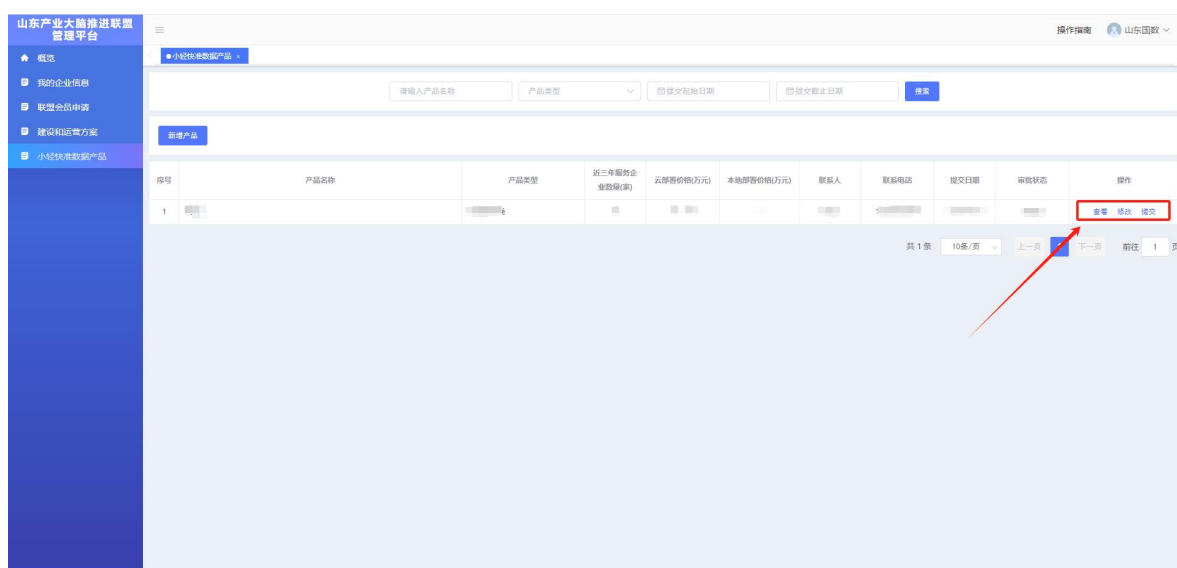 山东产业大脑推进联盟
管理平台
操作指南
山东国数
概览
小轻快准数据产品 ×
我的企业信息
请输入产品名称
产品类型
提交起始日期
提交截止日期
搜索
联盟会员申请
建设和运营方案
新增产品
小轻快准数据产品
序号
产品名称
产品类型
近三年服务企
业数量(家)
云部署价格(万元)
本地部署价格(万元)
联系人
联系电话
提交日期
审批状态
操作
1
查看 修改 提交
共 1 条
10条/页
上一页
下一页
前往 1 页